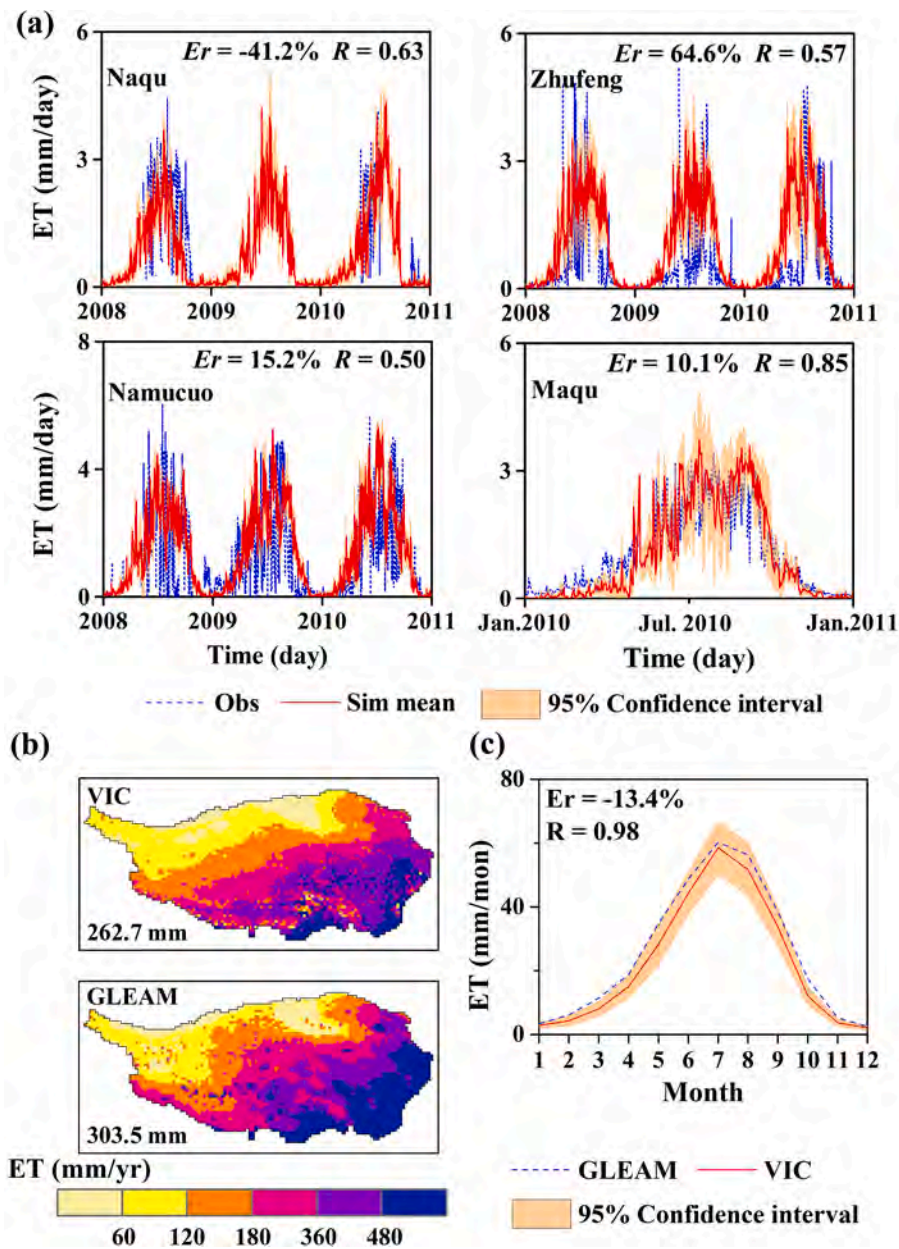 (a)
Er = -41.2% R = 0.63
Naqu
ET (mm/day)
6
3
0
2008 2009 2010 2011
Er = 64.6% R = 0.57
Zhufeng
6
3
0
2008 2009 2010 2011
Er = 15.2% R = 0.50
Namucuo
ET (mm/day)
8
4
0
2008 2009 2010 2011
Time (day)
Er = 10.1% R = 0.85
Maqu
6
3
0
Jan.2010 Jul. 2010 Jan.2011
Time (day)
Obs Sim mean 95% Confidence interval
(b)
VIC
262.7 mm
GLEAM
303.5 mm
ET (mm/yr)
60 120 180 360 480
(c)
Er = -13.4%
R = 0.98
ET (mm/mon)
80
40
0
1 2 3 4 5 6 7 8 9 10 11 12
Month
GLEAM VIC
95% Confidence interval